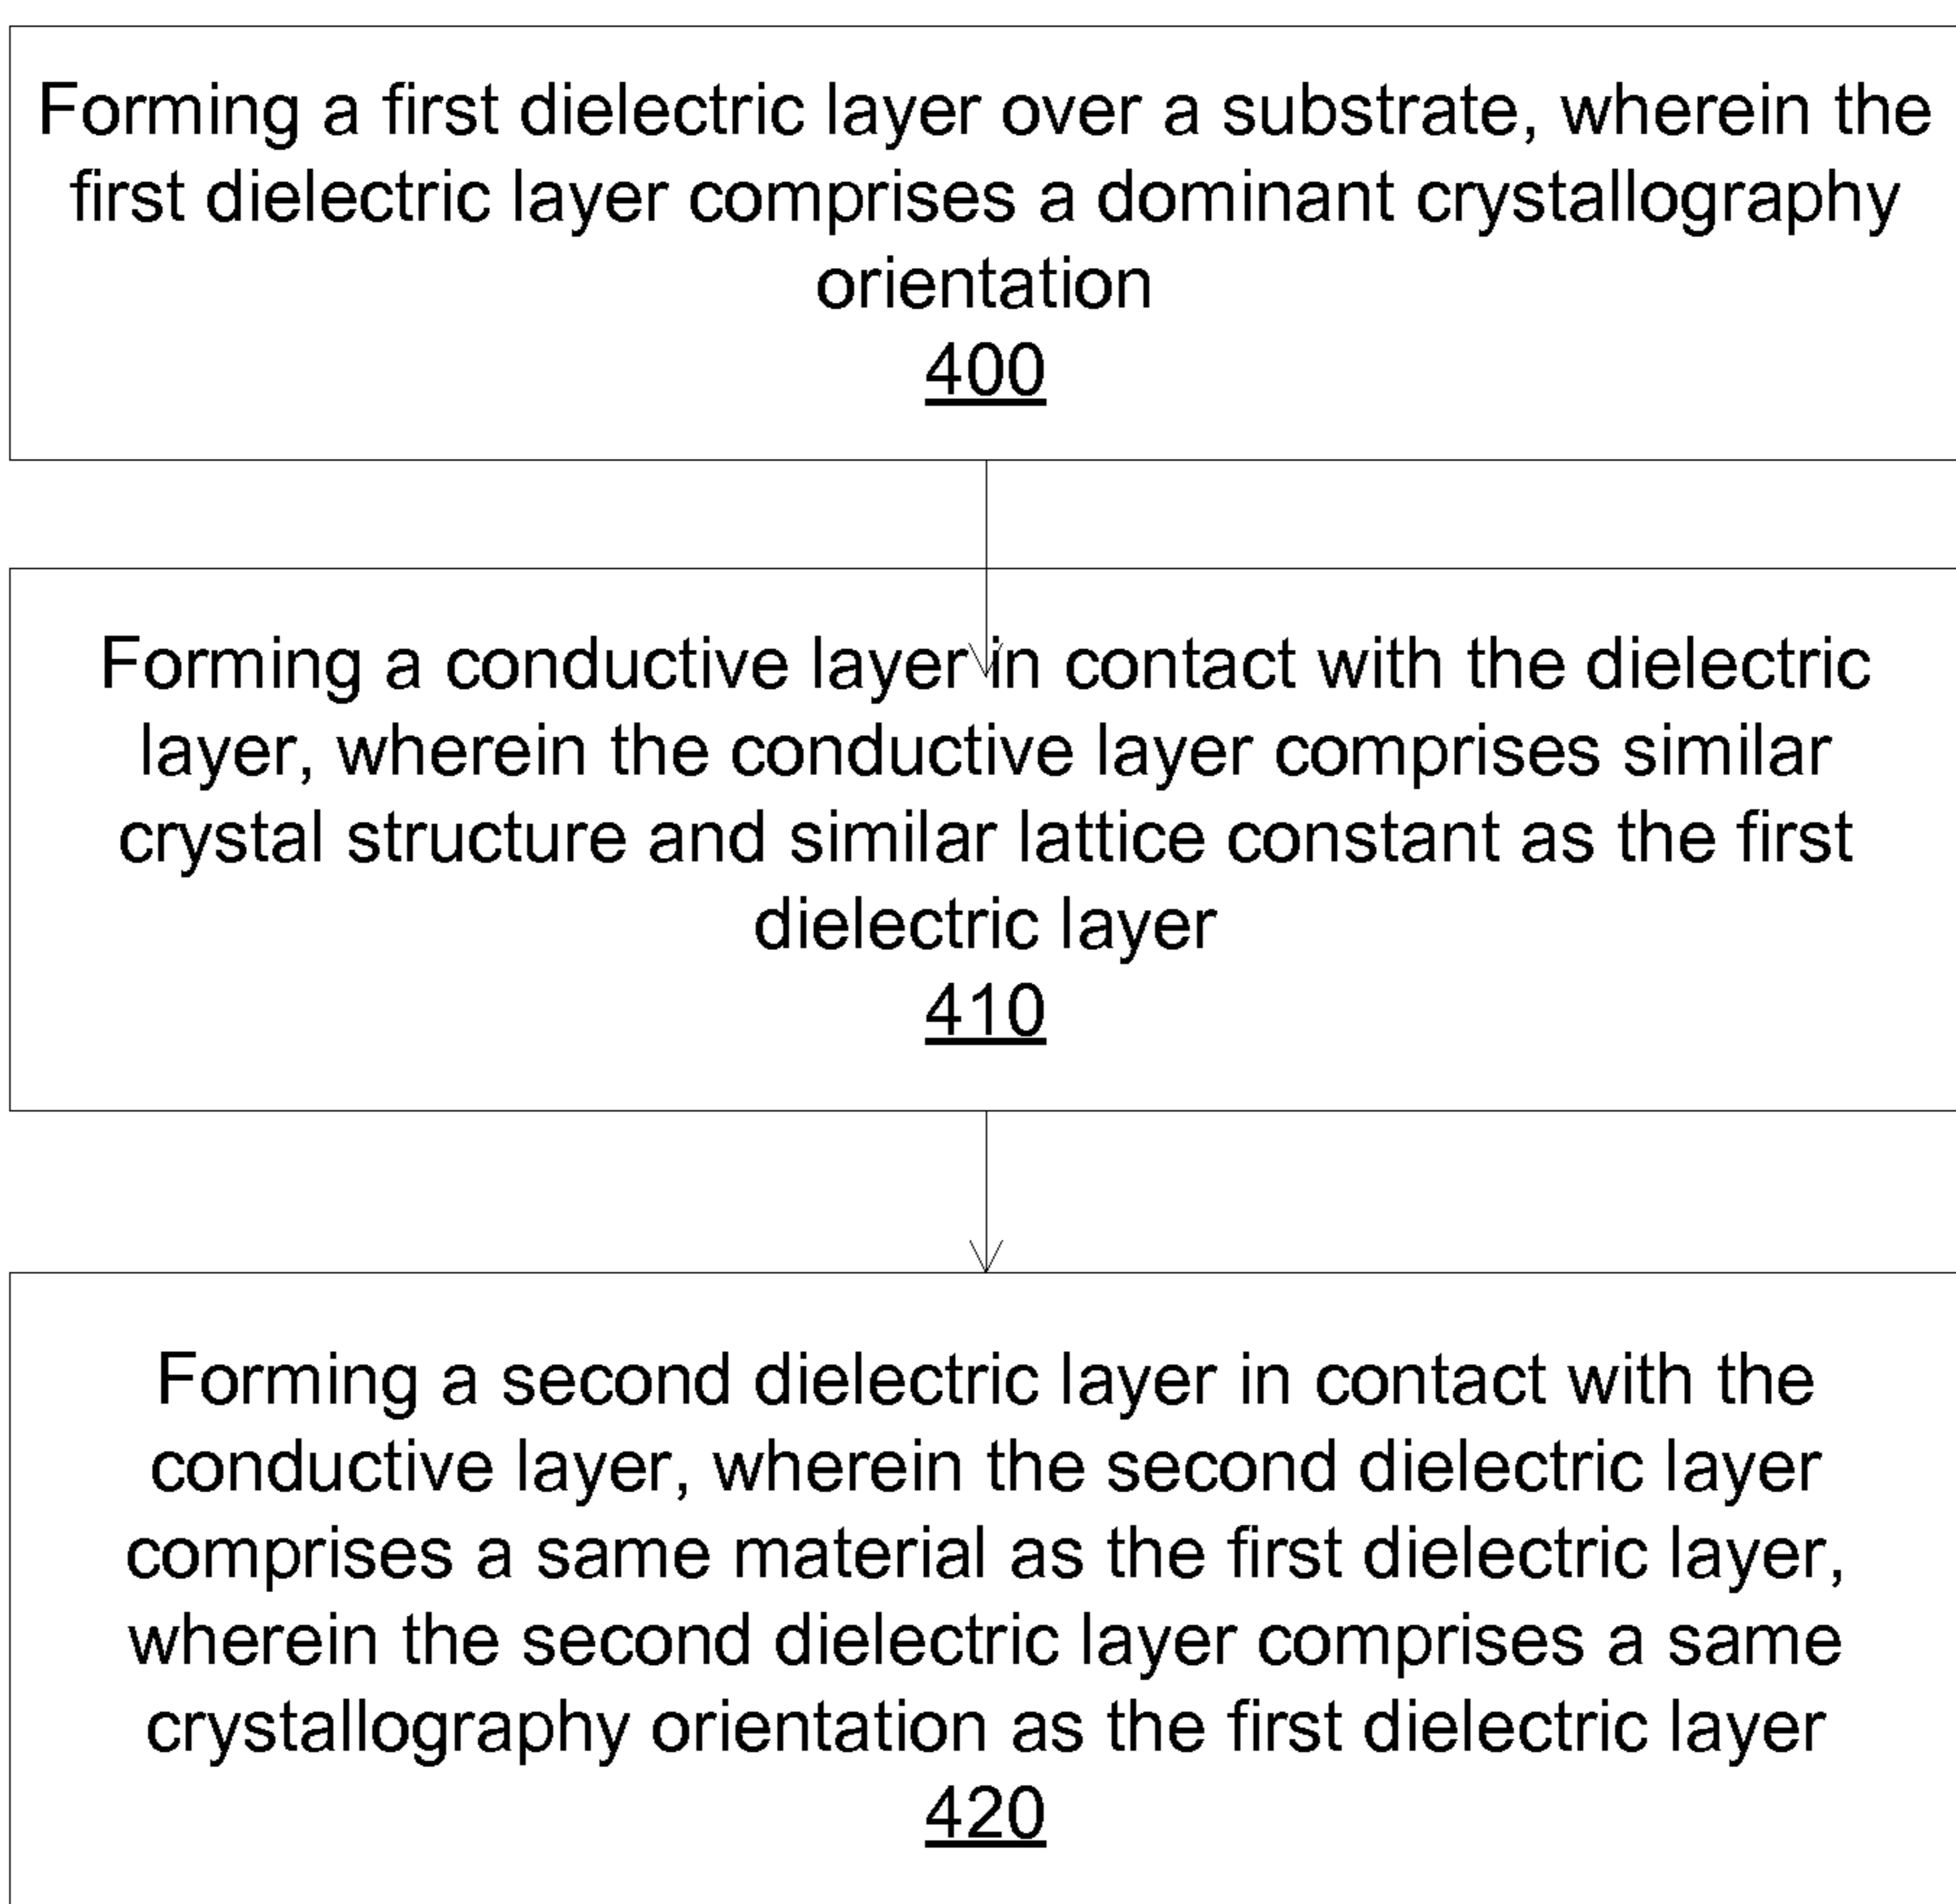 Forming a first dielectric layer over a substrate, wherein the
first dielectric layer comprises a dominant crystallography
orientation
400
Forming a conductive layer in contact with the dielectric
layer, wherein the conductive layer comprises similar
crystal structure and similar lattice constant as the first
dielectric layer
410
Forming a second dielectric layer in contact with the
conductive layer, wherein the second dielectric layer
comprises a same material as the first dielectric layer,
wherein the second dielectric layer comprises a same
crystallography orientation as the first dielectric layer
420